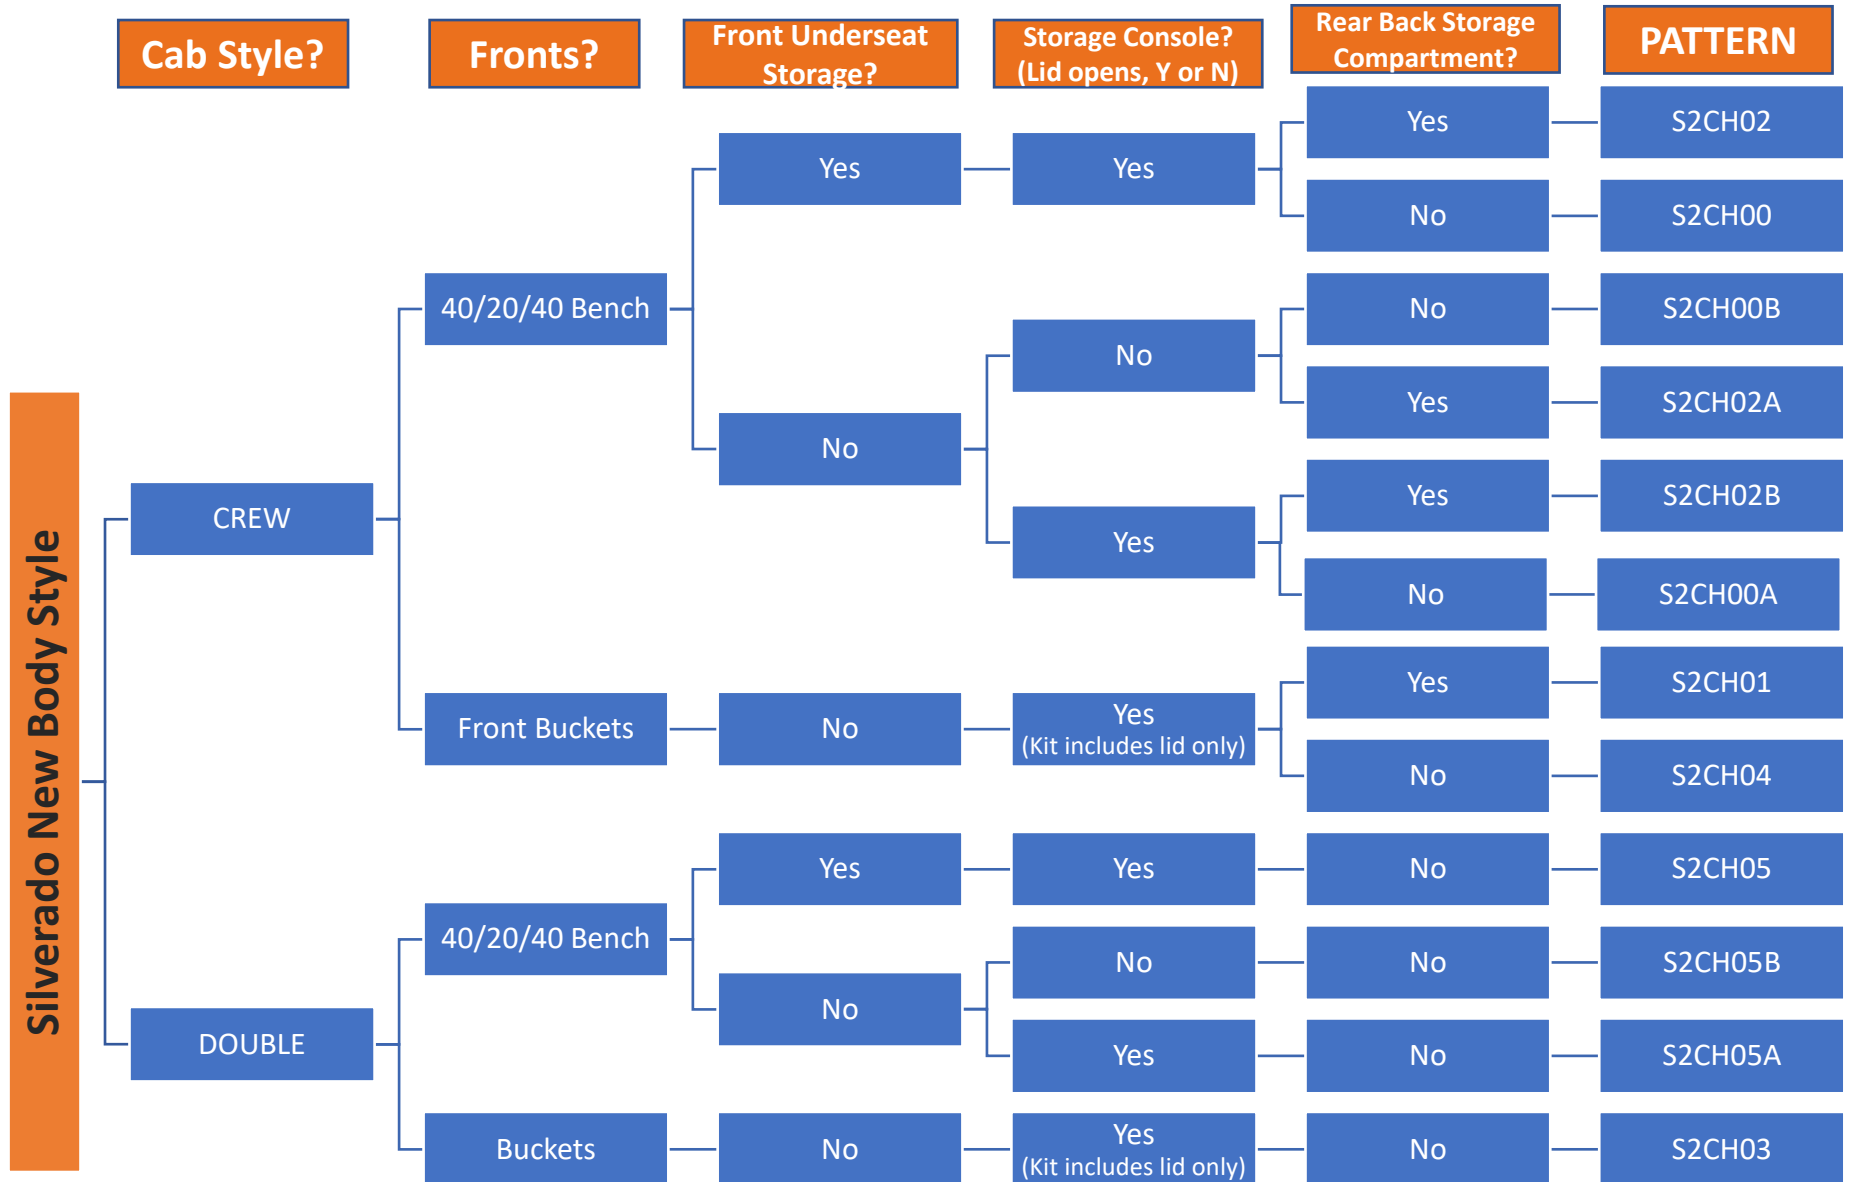 Cab Style?
Fronts?
Front Underseat
Storage?
Storage Console?
(Lid opens, Y or N)
Rear Back Storage
Compartment?
PATTERN
Silverado New Body Style
CREW
40/20/40 Bench
Yes
Yes
Yes
S2CH02
No
S2CH00
No
No
No
S2CH00B
Yes
S2CH02A
Yes
Yes
S2CH02B
No
S2CH00A
Front Buckets
No
Yes
(Kit includes lid only)
Yes
S2CH01
No
S2CH04
DOUBLE
40/20/40 Bench
Yes
Yes
No
S2CH05
No
No
No
S2CH05B
Yes
No
S2CH05A
Buckets
No
Yes
(Kit includes lid only)
No
S2CH03